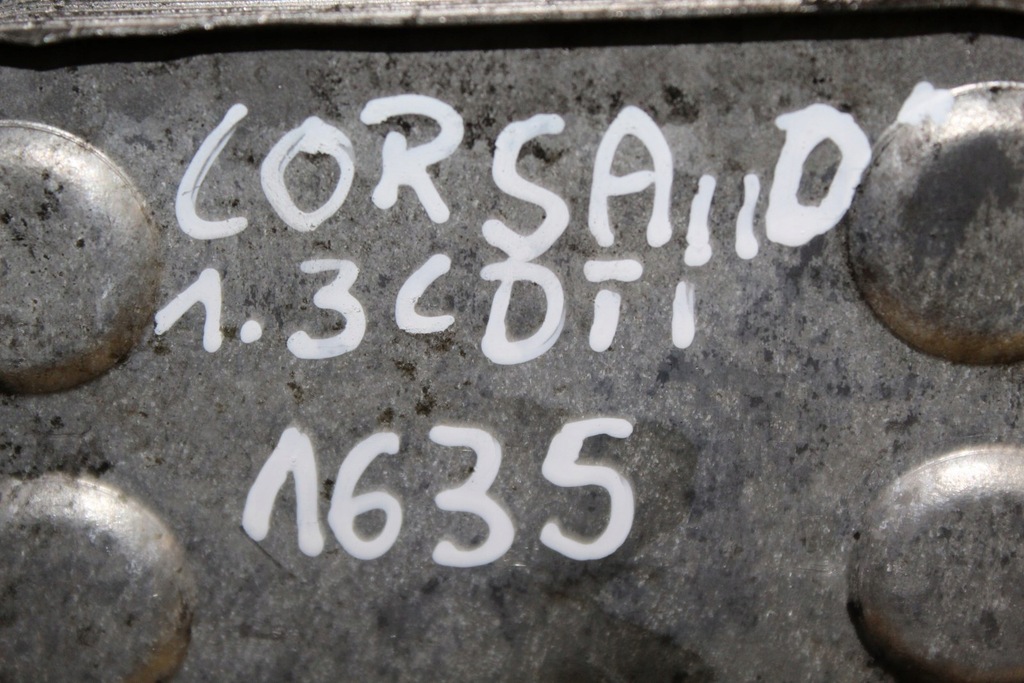 CORSA "D"
1.3 CDTi
1635